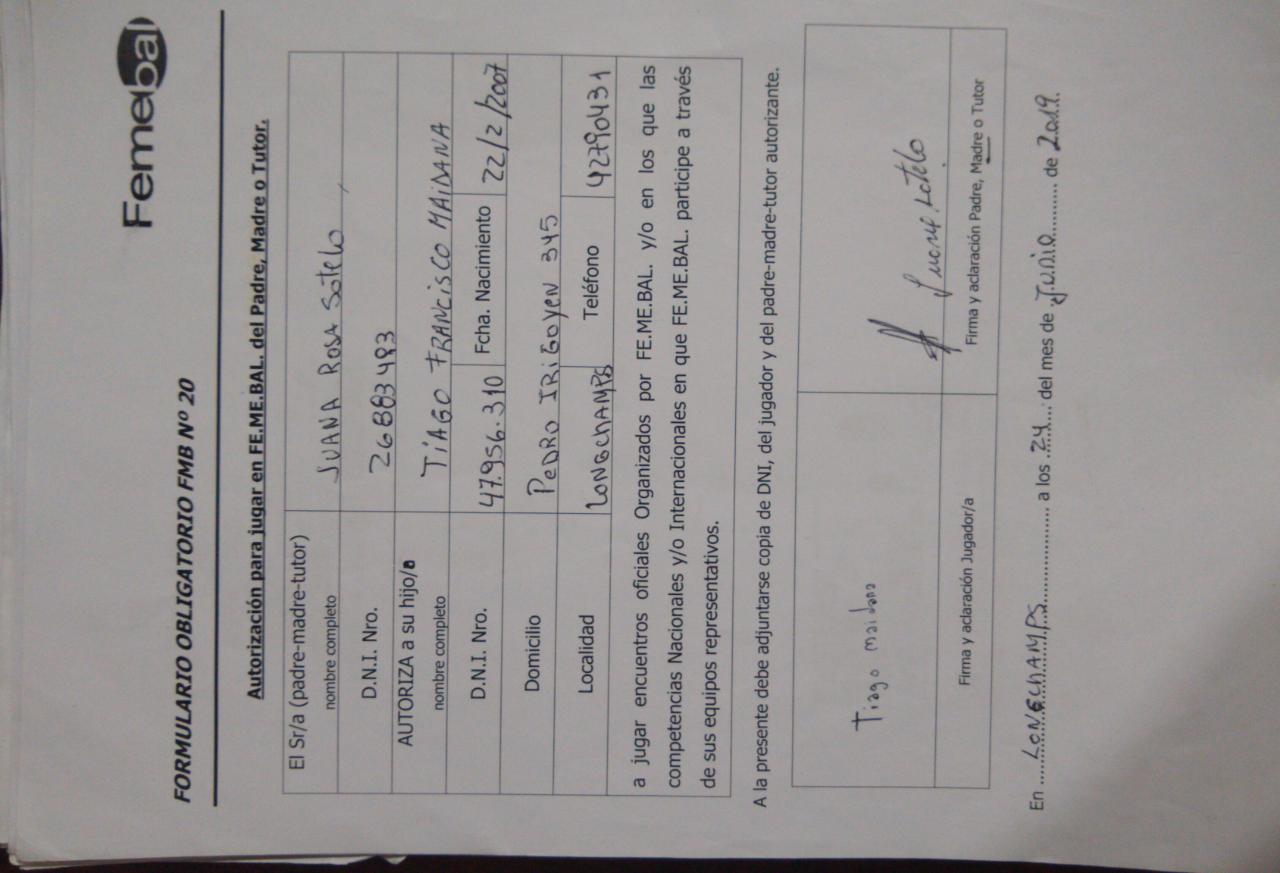 Femebal
FORMULARIO OBLIGATORIO FMB Nº 20
Autorización para jugar en FE.ME.BAL. del Padre, Madre o Tutor.
El Sr/a (padre-madre-tutor)
nombre completo
JUANA ROSA Sotelo
D.N.I. Nro.
26883483
AUTORIZA a su hijo/a
nombre completo
TiAGO FRANCISCO MAIDANA
D.N.I. Nro. 47.956.310 Fcha. Nacimiento 22/2/2007
Domicilio PEDRO IRIGOYEN 345
Localidad LONGCHAMPS Teléfono 42790431
a jugar encuentros oficiales Organizados por FE.ME.BAL. y/o en los que las
competencias Nacionales y/o Internacionales en que FE.ME.BAL. participe a través
de sus equipos representativos.
A la presente debe adjuntarse copia de DNI, del jugador y del padre-madre-tutor autorizante.
Tiago maidana
Sotelo
Firma y aclaración Jugador/a
Firma y aclaración Padre, Madre o Tutor
En LONGCHAMPS a los 24 del mes de Junio de 2019.